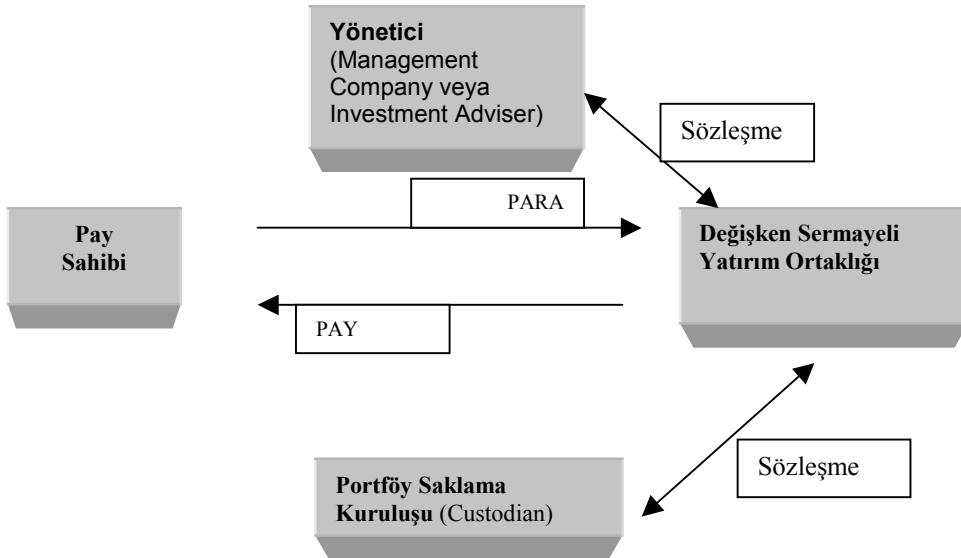 Yönetici
(Management
Company veya
Investment Adviser)
Sözleşme
PARA
Pay
Sahibi
Değişken Sermayeli
Yatırım Ortaklığı
PAY
Sözleşme
Portföy Saklama
Kuruluşu (Custodian)